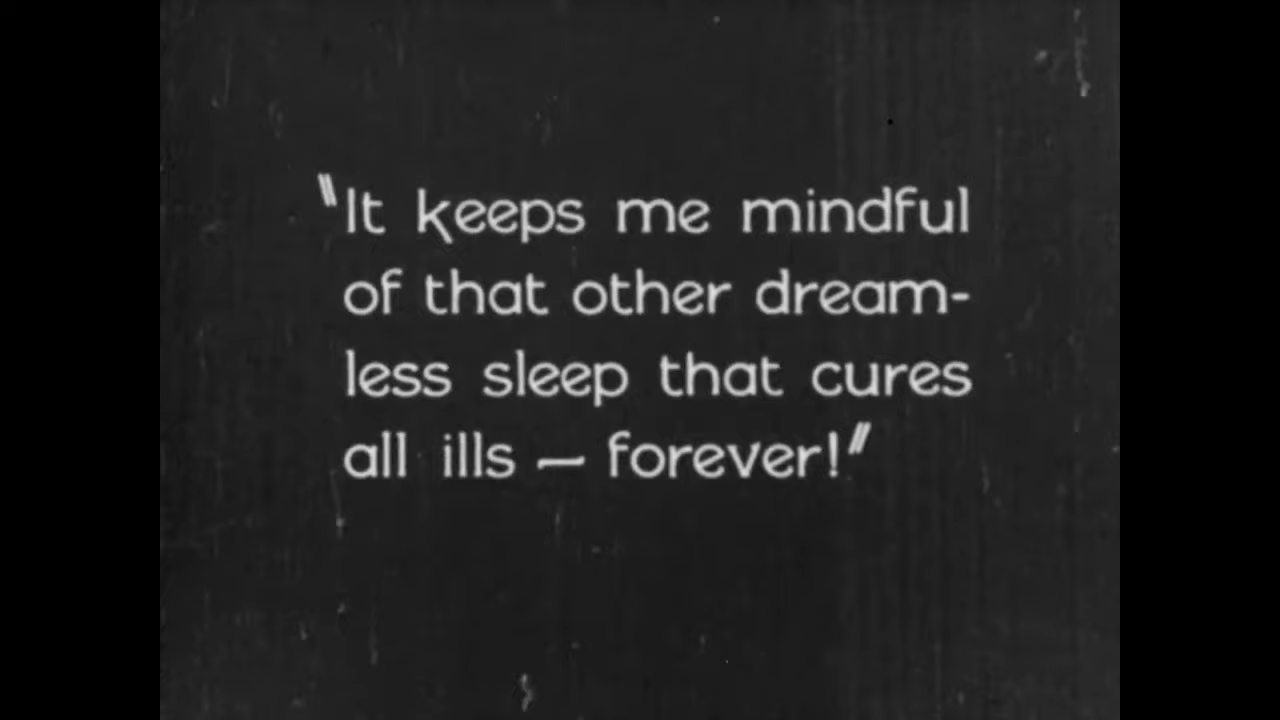 "It keeps me mindful
of that other dream-
less sleep that cures
all ills — forever!"